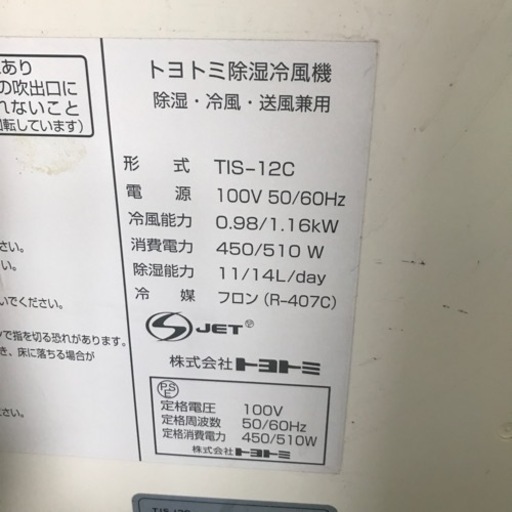 あり
の吹出口に
れないこと
転しています)
さい。
さい。
いでください。
で指を切る恐れがあります。
き、床に落ちる場合が
さい。
トヨトミ除湿冷風機
除湿・冷風・送風兼用
形 式 TIS-12C
電 源 100V 50/60Hz
冷風能力 0.98/1.16kW
消費電力 450/510 W
除湿能力 11/14L/day
冷 媒 フロン (R-407C)
S JET
株式会社トヨトミ
PSE
定格電圧 100V
定格周波数 50/60Hz
定格消費電力 450/510W
株式会社トヨトミ